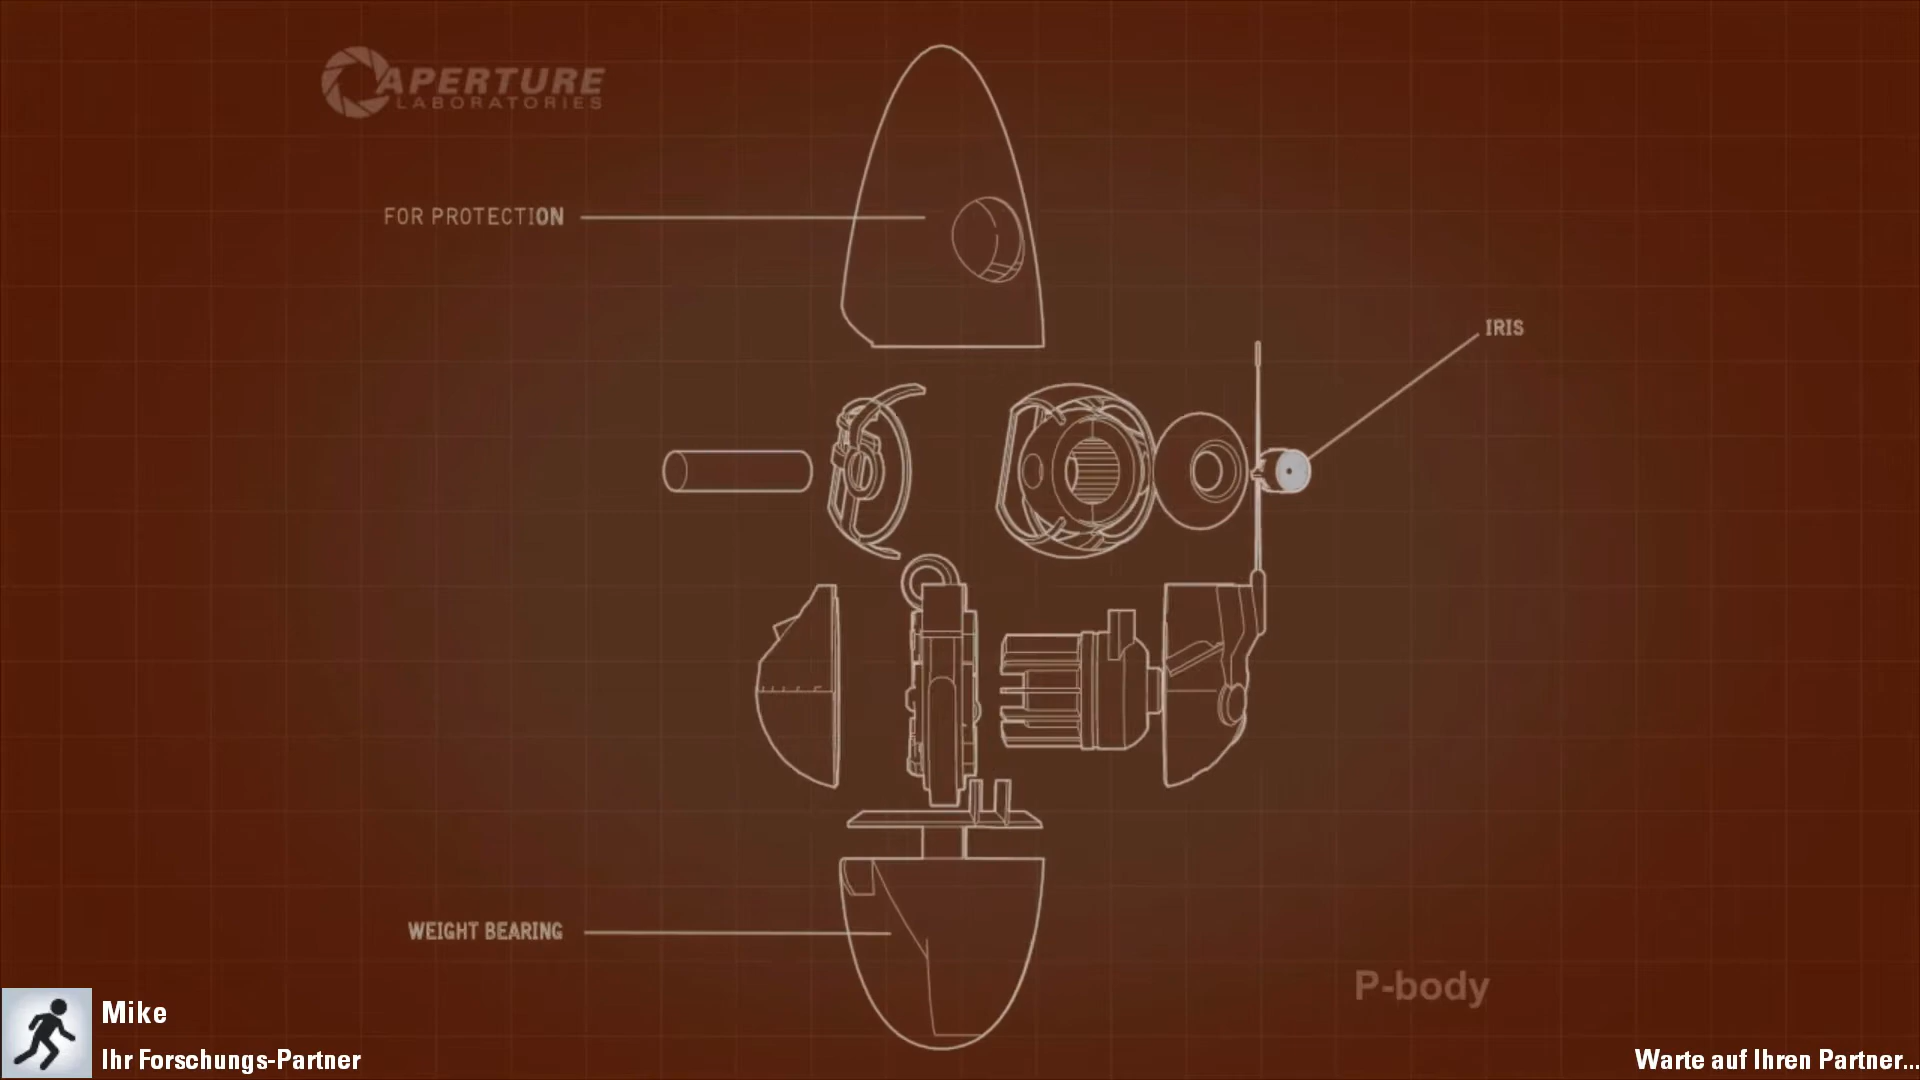 APERTURE
LABORATORIES
FOR PROTECTION
IRIS
WEIGHT BEARING
P-body
Mike
Ihr Forschungs-Partner
Warte auf Ihren Partner...